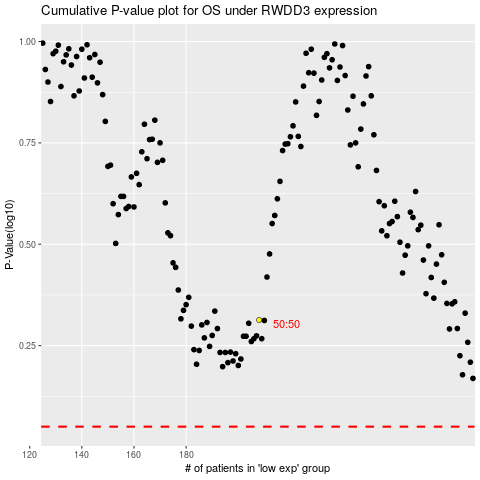 Cumulative P-value plot for OS under RWDD3 expression
1.00
0.75
0.50
0.25
P-Value(log10)
50:50
120 140 160 180
# of patients in 'low exp' group